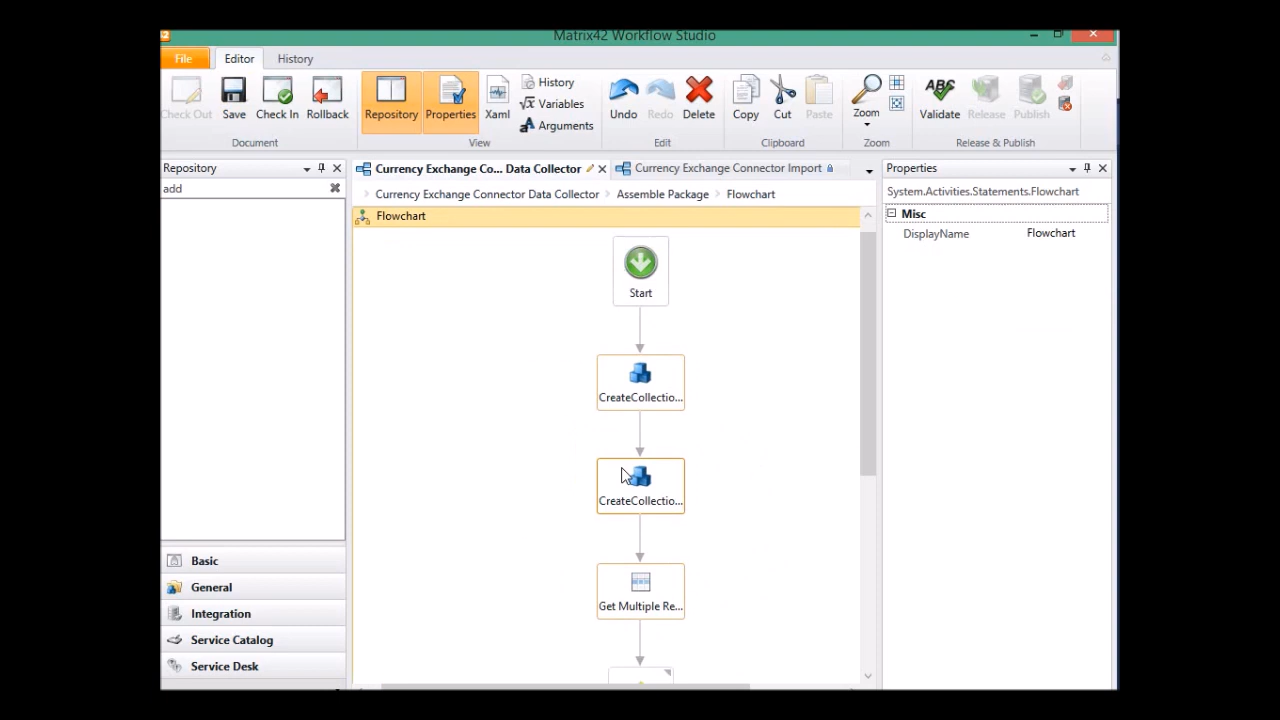 Matrix42 Workflow Studio
File Editor History
Check Out Save Check In Rollback Repository Properties Xaml History Variables Arguments Undo Redo Delete Copy Cut Paste Zoom Validate Release Publish
Document View Edit Clipboard Zoom Release & Publish
Repository
add
Basic
General
Integration
Service Catalog
Service Desk
Currency Exchange Co... Data Collector
Currency Exchange Connector Import
Currency Exchange Connector Data Collector Assemble Package Flowchart
Flowchart
Start
CreateCollectio...
CreateCollectio...
Get Multiple Re...
Properties
System.Activities.Statements.Flowchart
Misc
DisplayName Flowchart